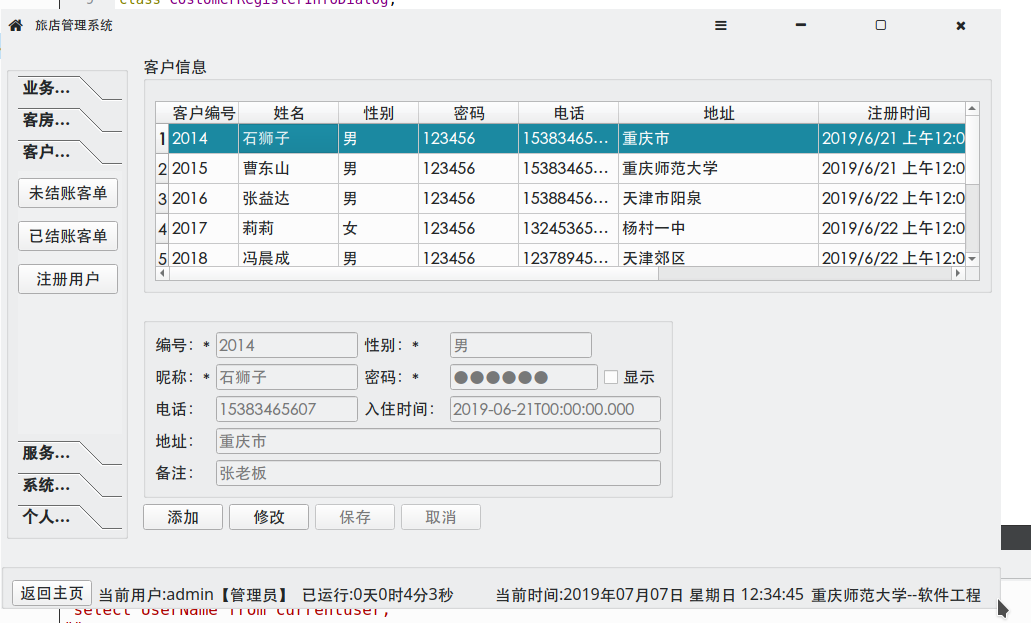 9 class CustomerRegisterInfoDialog;
旅店管理系统
客户信息
业务...
客房...
客户...
未结账客单
已结账客单
注册用户
服务...
系统...
个人...
客户编号 姓名 性别 密码 电话 地址 注册时间
1 2014 石狮子 男 123456 15383465... 重庆市 2019/6/21 上午12:0
2 2015 曹东山 男 123456 15383465... 重庆师范大学 2019/6/21 上午12:0
3 2016 张益达 男 123456 15388456... 天津市阳泉 2019/6/22 上午12:0
4 2017 莉莉 女 123456 13245365... 杨村一中 2019/6/22 上午12:0
5 2018 冯晨成 男 123456 12378945... 天津郊区 2019/6/22 上午12:0
编号：* 2014 性别：* 男
昵称：* 石狮子 密码：* ●●●●●● 显示
电话： 15383465607 入住时间： 2019-06-21T00:00:00.000
地址： 重庆市
备注： 张老板
添加 修改 保存 取消
返回主页 当前用户:admin【管理员】 已运行:0天0时4分3秒 当前时间:2019年07月07日 星期日 12:34:45 重庆师范大学--软件工程
select UserName from currentuser;